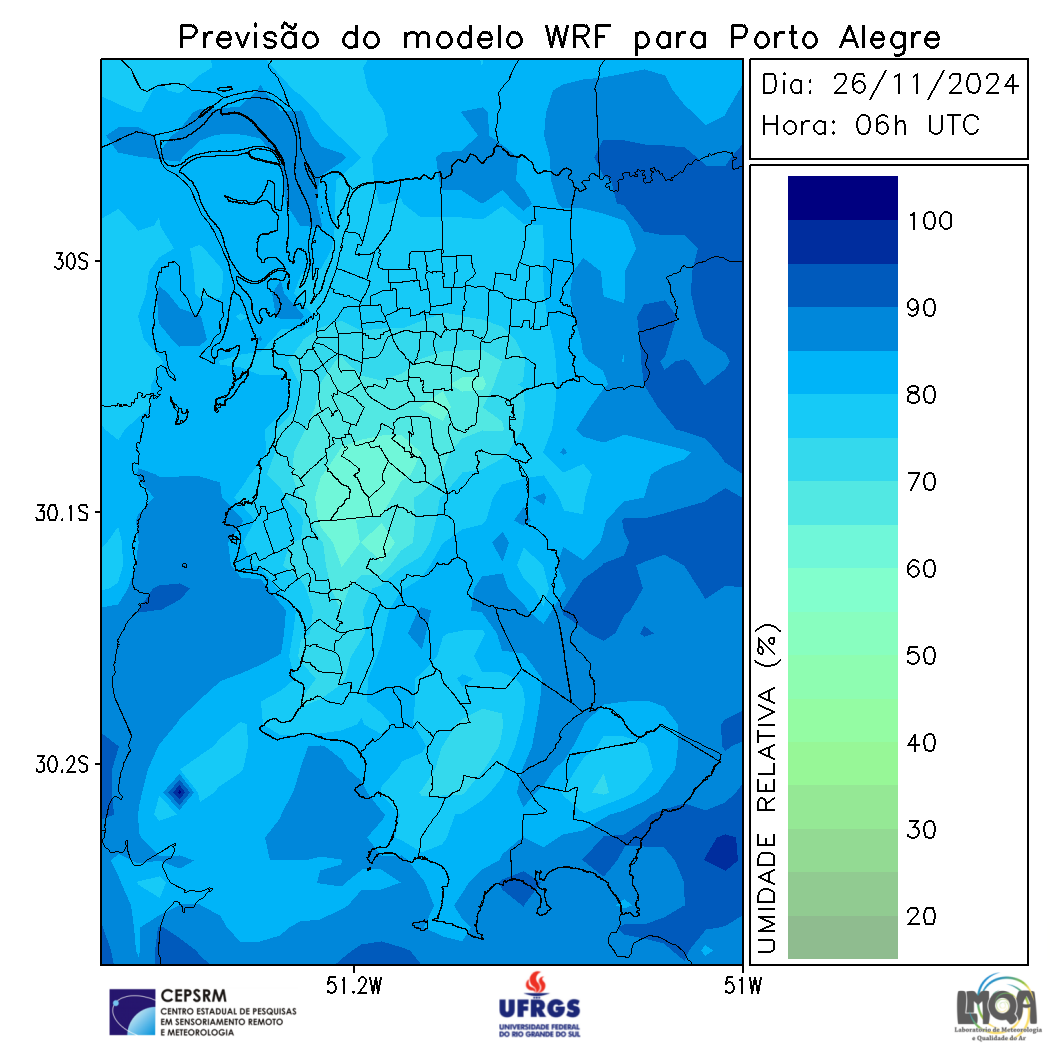 Previsão do modelo WRF para Porto Alegre
Dia: 26/11/2024
Hora: 06h UTC
30S
30.1S
30.2S
51.2W
51W
100
90
80
70
60
50
40
30
20
UMIDADE RELATIVA (%)
CEPSRM
CENTRO ESTADUAL DE PESQUISAS
EM SENSORIAMENTO REMOTO
E METEOROLOGIA
UFRGS
UNIVERSIDADE FEDERAL
DO RIO GRANDE DO SUL
LMQA
Laboratório de Meteorologia
e Qualidade do Ar